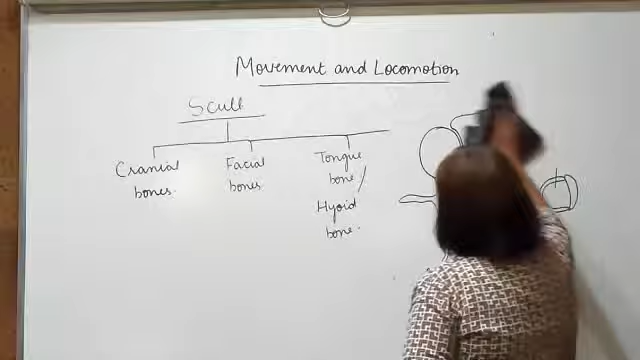 Movement and Locomotion
Scull
Cranial bones.
Facial bones.
Tongue bone /
Hyoid bone.